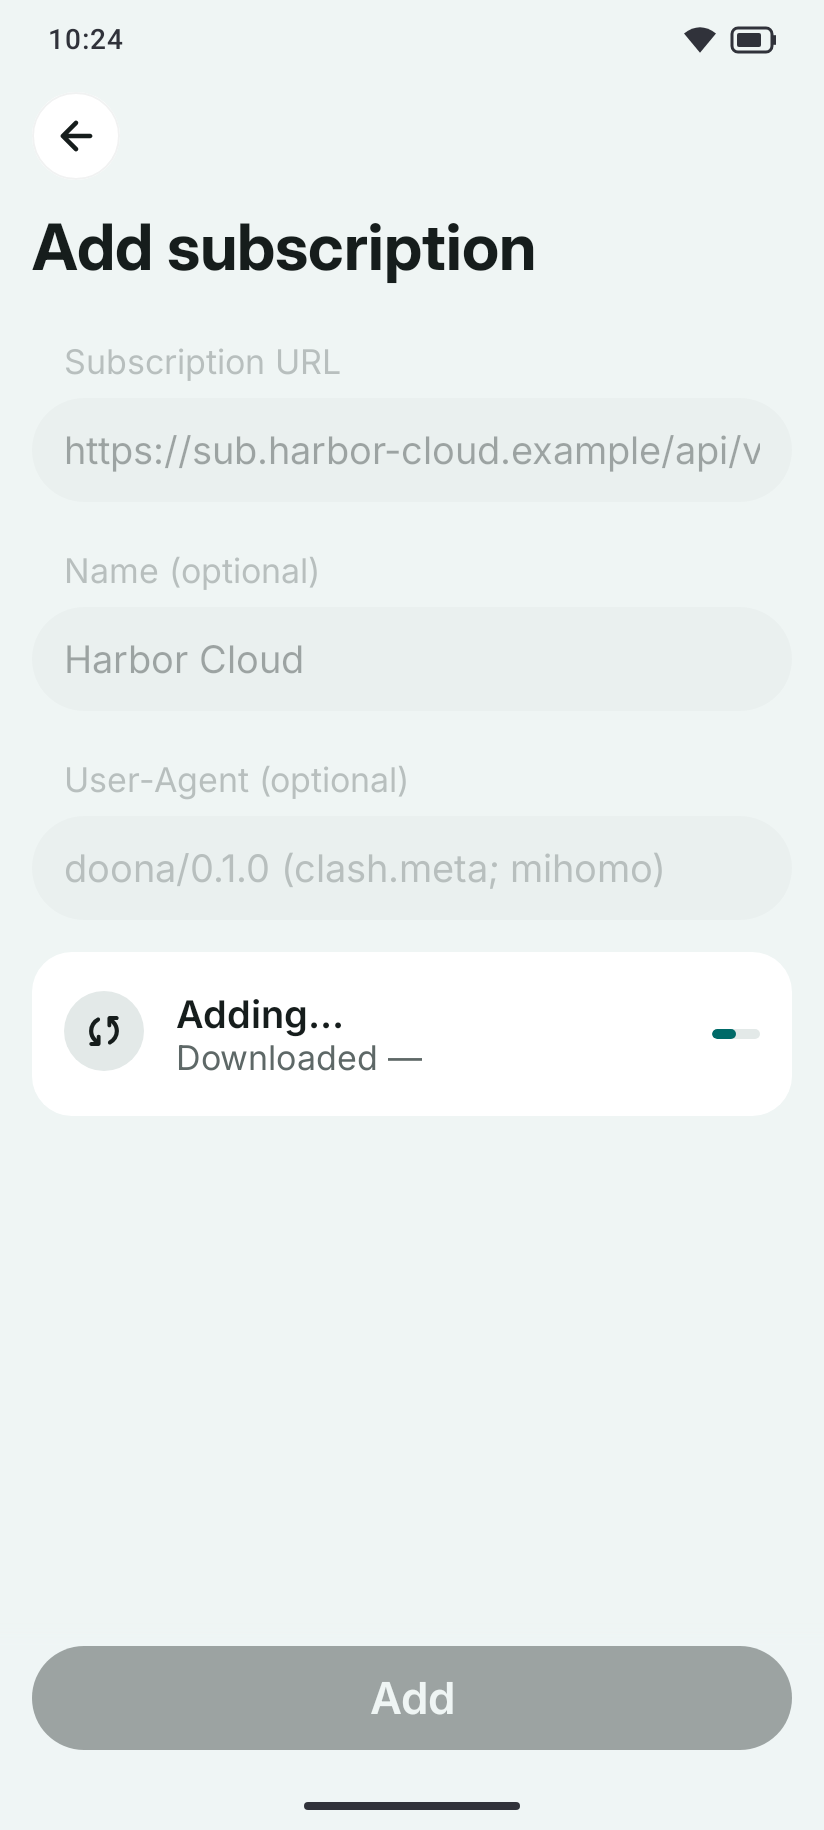 10:24
Add subscription
Subscription URL
https://sub.harbor-cloud.example/api/v
Name (optional)
Harbor Cloud
User-Agent (optional)
doona/0.1.0 (clash.meta; mihomo)
Adding...
Downloaded —
Add